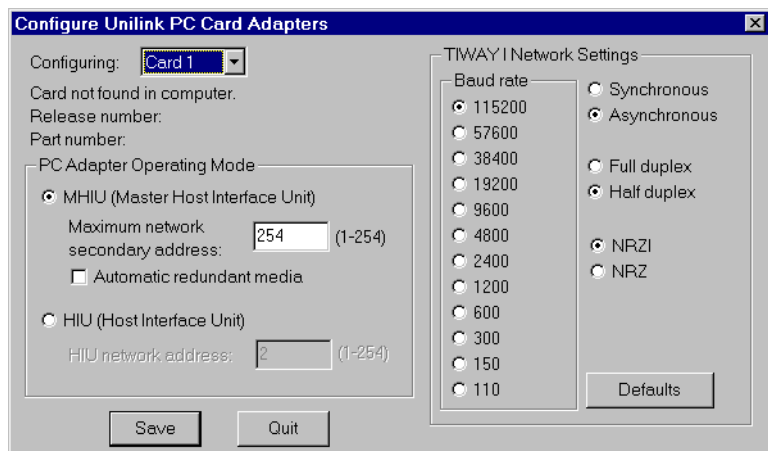 Configure Unilink PC Card Adapters
Configuring: Card 1
Card not found in computer.
Release number:
Part number:
PC Adapter Operating Mode
MHIU (Master Host Interface Unit)
Maximum network
secondary address: 254 (1-254)
Automatic redundant media
HIU (Host Interface Unit)
HIU network address: 2 (1-254)
Save
Quit
TIWAY I Network Settings
Baud rate
115200
57600
38400
19200
9600
4800
2400
1200
600
300
150
110
Synchronous
Asynchronous
Full duplex
Half duplex
NRZI
NRZ
Defaults